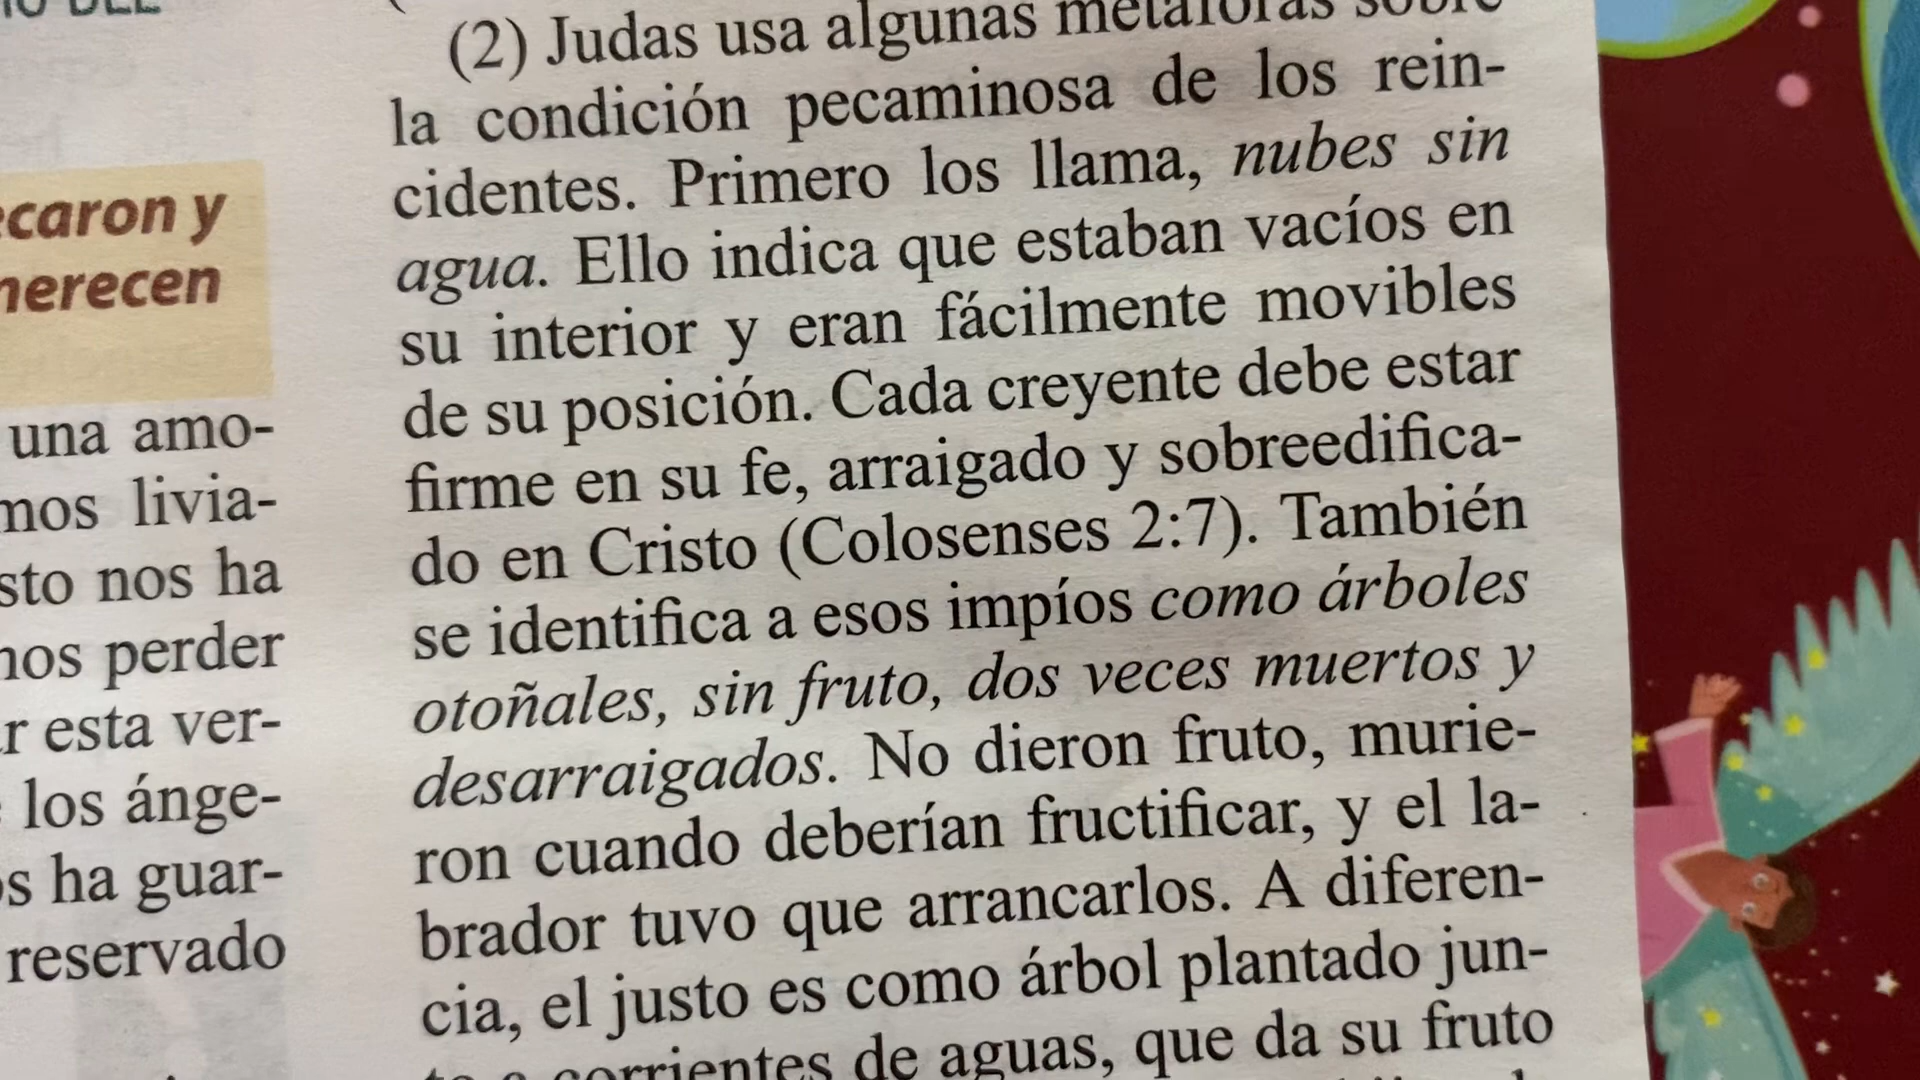 caron y
merecen
una amo-
mos livia-
sto nos ha
nos perder
r esta ver-
los ánge-
s ha guar-
reservado
(2) Judas usa algunas metáforas sobre
la condición pecaminosa de los rein-
cidentes. Primero los llama, nubes sin
agua. Ello indica que estaban vacíos en
su interior y eran fácilmente movibles
de su posición. Cada creyente debe estar
firme en su fe, arraigado y sobreedifica-
do en Cristo (Colosenses 2:7). También
se identifica a esos impíos como árboles
otoñales, sin fruto, dos veces muertos y
desarraigados. No dieron fruto, murie-
ron cuando deberían fructificar, y el la-
brador tuvo que arrancarlos. A diferen-
cia, el justo es como árbol plantado jun-
to a corrientes de aguas, que da su fruto